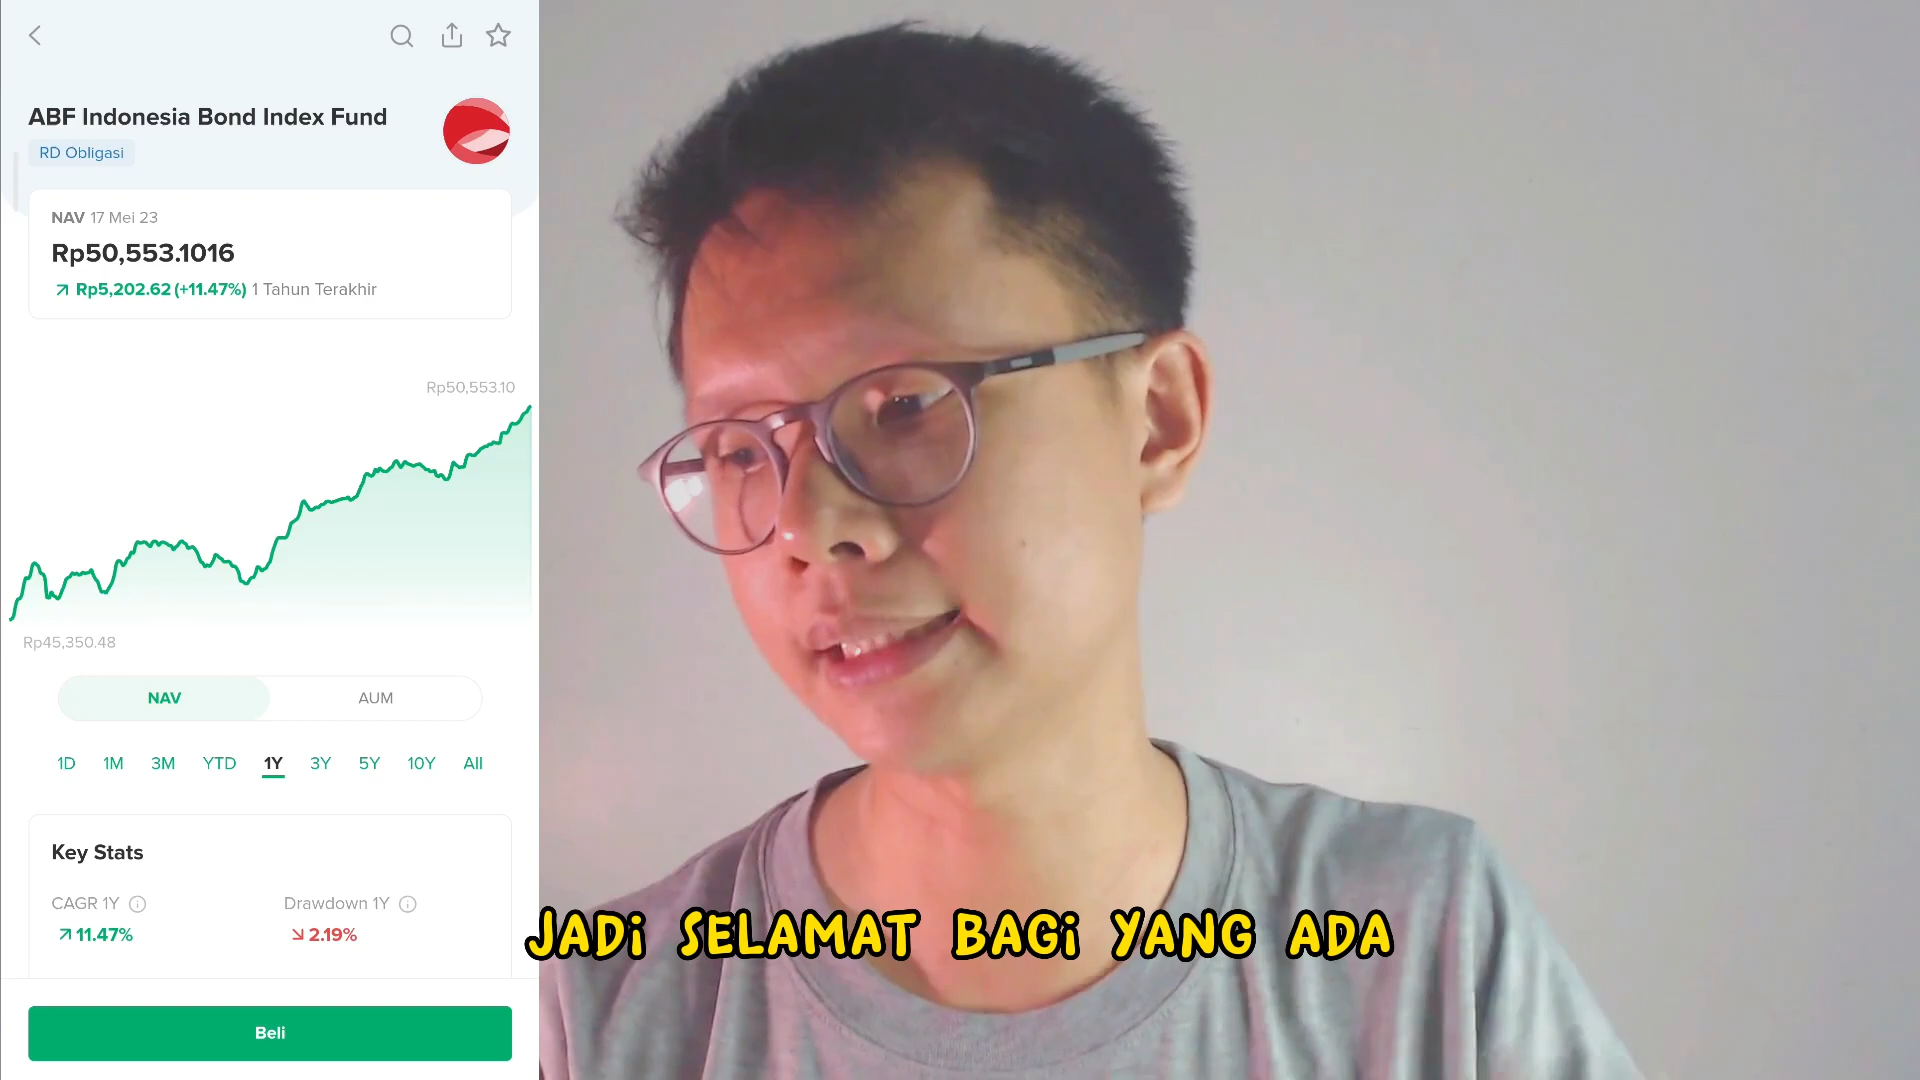 ABF Indonesia Bond Index Fund
RD Obligasi
NAV 17 Mei 23
Rp50,553.1016
Rp5,202.62 (+11.47%) 1 Tahun Terakhir
Rp50,553.10
Rp45,350.48
NAV AUM
1D 1M 3M YTD 1Y 3Y 5Y 10Y All
Key Stats
CAGR 1Y Drawdown 1Y
11.47% 2.19%
JADI SELAMAT BAGI YANG ADA
Beli